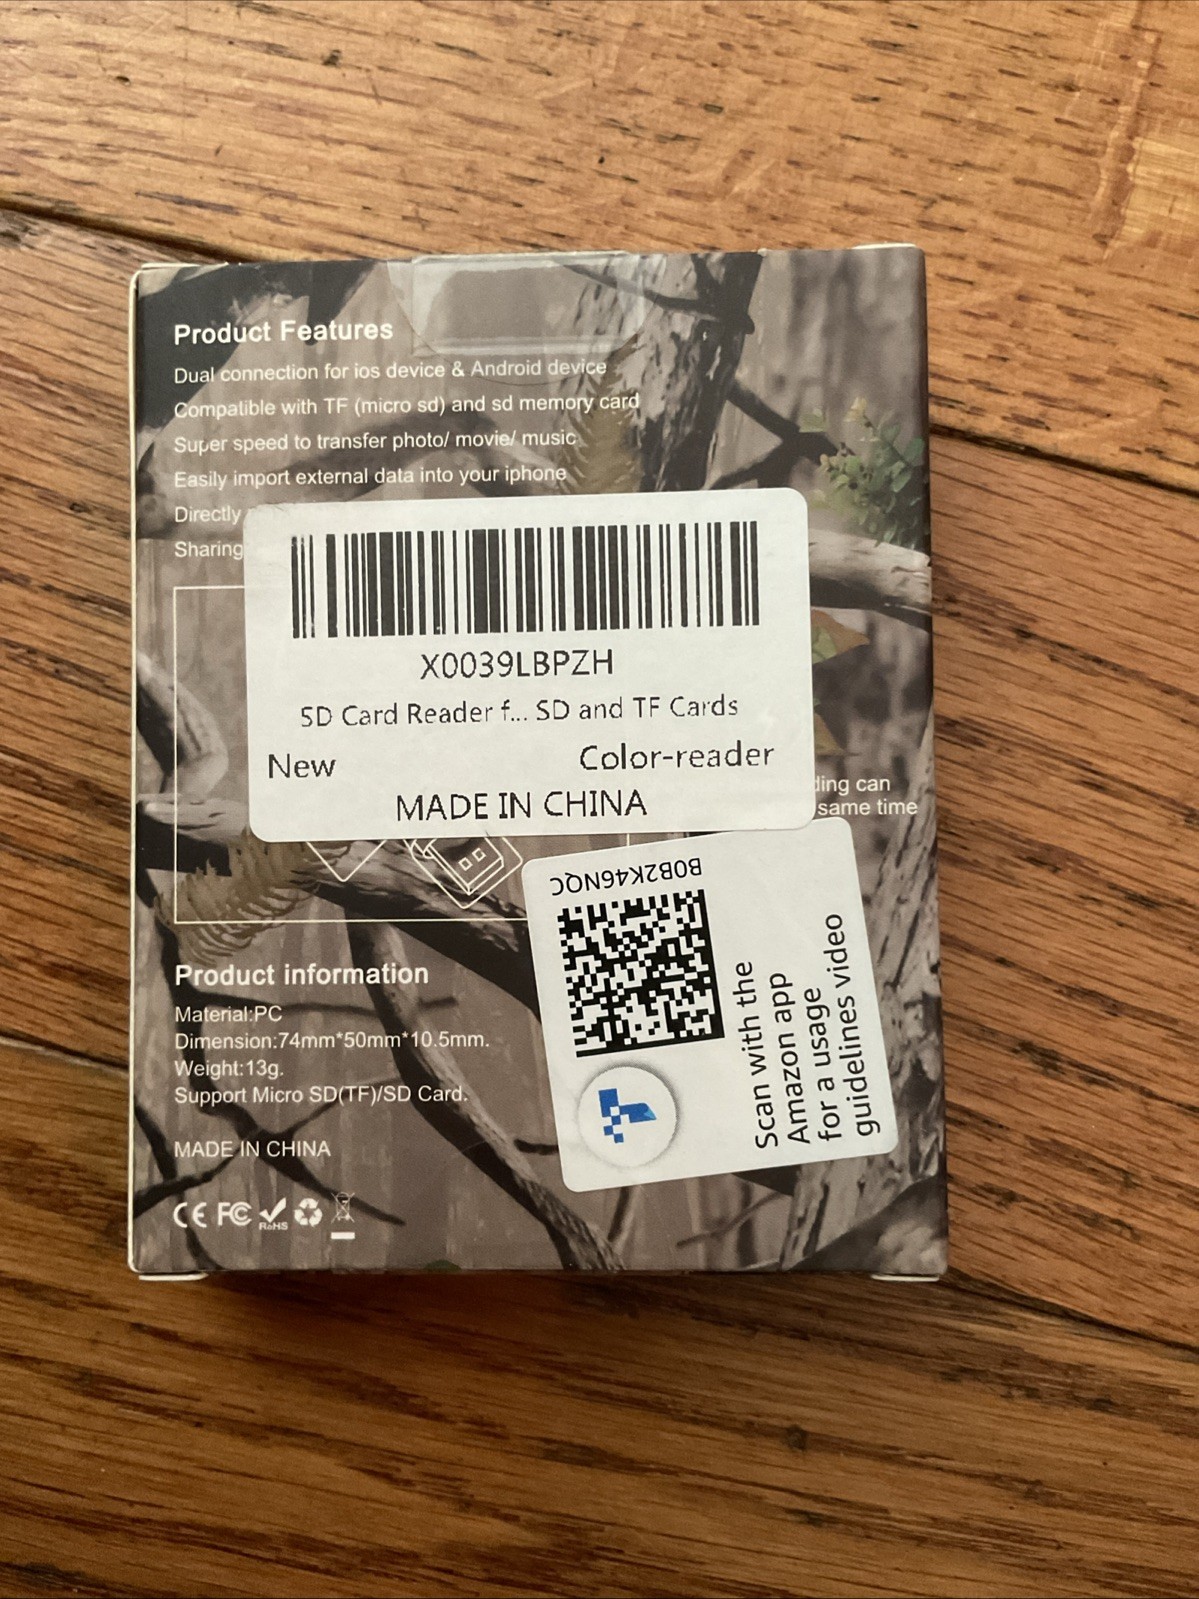 Product Features
Dual connection for ios device & Android device
Compatible with TF (micro sd) and sd memory card
Super speed to transfer photo/ movie/ music
Easily import external data into your iphone
Directly
Sharing
X0039LBPZH
SD Card Reader f... SD and TF Cards
New Color-reader
MADE IN CHINA
can
same time
B0B2K46NQC
Scan with the
Amazon app
for a usage
guidelines video
Product information
Material:PC
Dimension:74mm*50mm*10.5mm.
Weight:13g.
Support Micro SD(TF)/SD Card.
MADE IN CHINA
CE FC RoHS